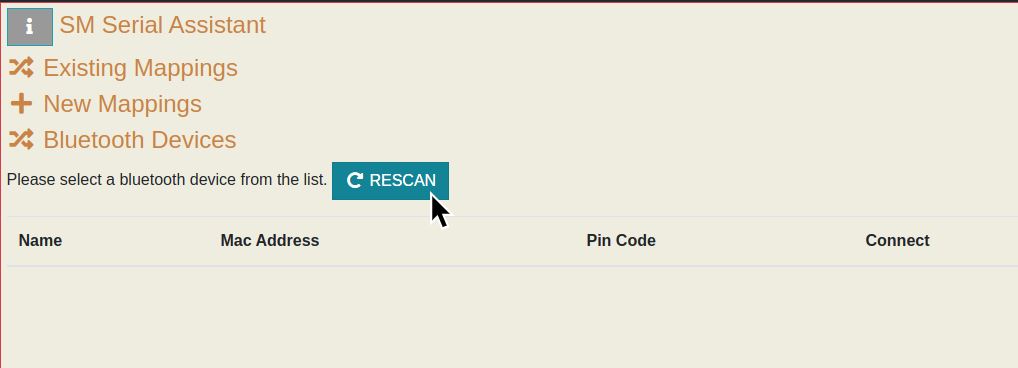 i SM Serial Assistant
Existing Mappings
New Mappings
Bluetooth Devices
Please select a bluetooth device from the list. RESCAN
Name Mac Address Pin Code Connect